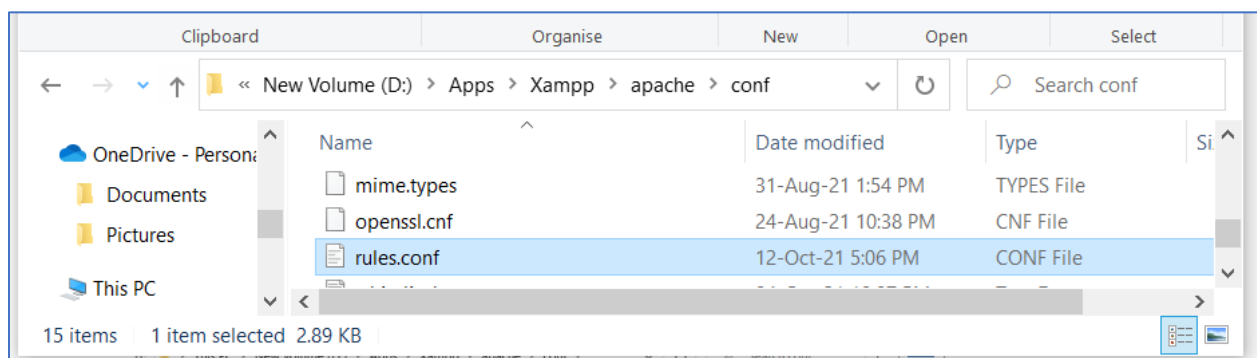 Clipboard Organise New Open Select
« New Volume (D:) > Apps > Xampp > apache > conf Search conf
OneDrive - Persona Name Date modified Type Si
Documents mime.types 31-Aug-21 1:54 PM TYPES File
openssl.cnf 24-Aug-21 10:38 PM CNF File
Pictures
rules.conf 12-Oct-21 5:06 PM CONF File
This PC
15 items 1 item selected 2.89 KB